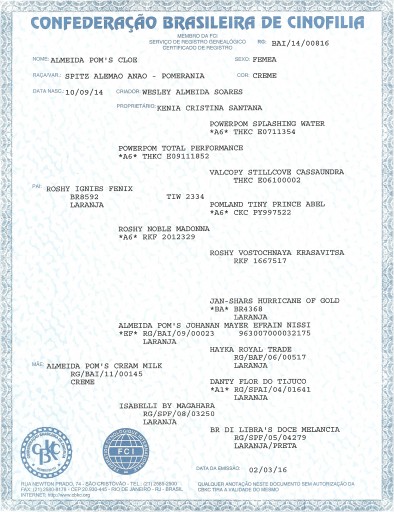 CONFEDERAÇÃO BRASILEIRA DE CINOFILIA
MEMBRO DA FCI
SERVIÇO DE REGISTRO GENEALÓGICO
CERTIFICADO DE REGISTRO
RG: BAI/14/00816
NOME: ALMEIDA POM'S CLOE
SEXO: FEMEA
RAÇA/VAR.: SPITZ ALEMAO ANAO - POMERANIA
COR: CREME
DATA NASC: 10/09/14 CRIADOR WESLEY ALMEIDA SOARES
PROPRIETÁRIO: KENIA CRISTINA SANTANA
POWERPOM SPLASHING WATER
*A6* THKC E0711354
POWERPOM TOTAL PERFORMANCE
*A6* THKC E09111852
VALCOPY STILLCOVE CASSAUNDRA
THKC E06100002
PAI: ROSHY IGNIES FENIX
BR8592 TIW 2334
LARANJA
POMLAND TINY PRINCE ABEL
*A6* CKC PY997522
ROSHY NOBLE MADONNA
*A6* RKF 2012329
ROSHY VOSTOCHNAYA KRASAVITSA
RKF 1667517
JAN-SHARS HURRICANE OF GOLD
*BA* BR4368
LARANJA
ALMEIDA POM'S JOHANAN MAYER EFRAIN NISSI
*EF* RG/BAI/09/00023 963007000032175
LARANJA
HAYKA ROYAL TRADE
RG/BAF/06/00517
LARANJA
MÃE: ALMEIDA POM'S CREAM MILK
RG/BAI/11/00145
CREME
DANTY FLOR DO TIJUCO
*A1* RG/SPAI/04/01641
LARANJA
ISABELLI BY MAGAHARA
RG/SPF/08/03250
LARANJA
BR DI LIBRA'S DOCE MELANCIA
RG/SPF/05/04279
LARANJA/PRETA
CBKC
FCI
DATA DA EMISSÃO: 02/03/16
RUA NEWTON PRADO, 74 - SÃO CRISTOVÃO - TEL.: (21)
FAX.: (21) - CEP 20.930-445 - RIO DE JANEIRO - RJ - BRASIL
INTERNET: http://www.cbkc.org
QUALQUER ANOTAÇÃO NESTE DOCUMENTO SEM AUTORIZAÇÃO DA
CBKC TIRA A VALIDADE DO MESMO